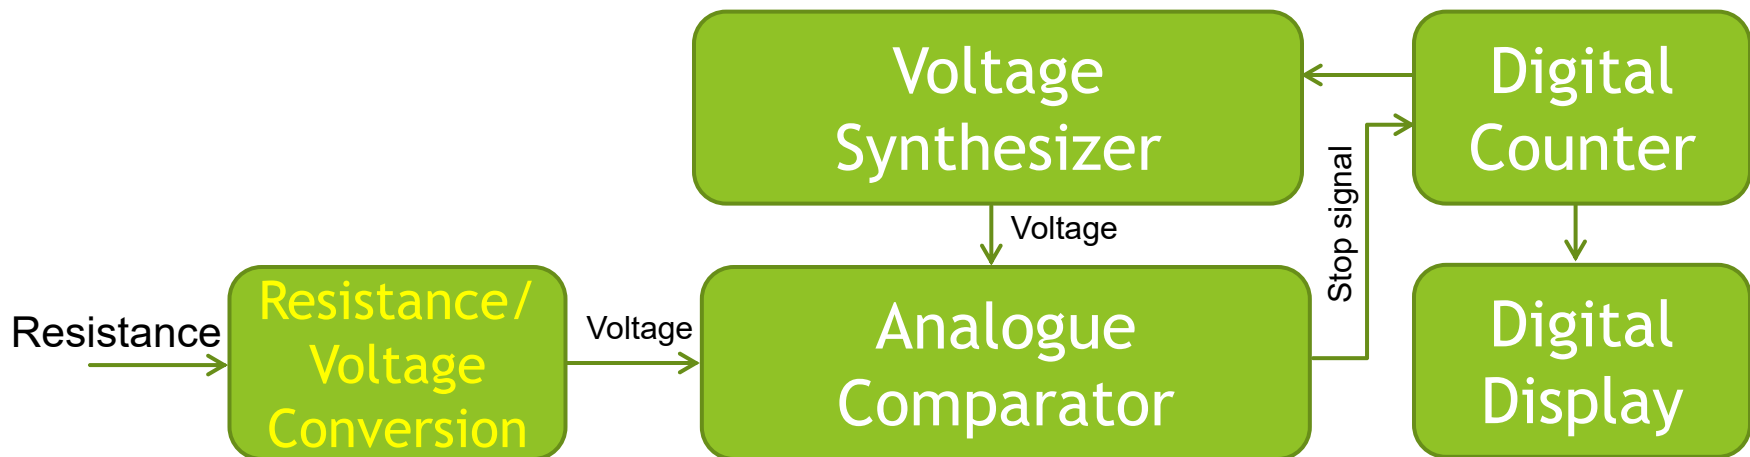 Voltage
Synthesizer
Digital
Counter
Voltage
Stop signal
Resistance
Resistance/
Voltage
Conversion
Voltage
Analogue
Comparator
Digital
Display